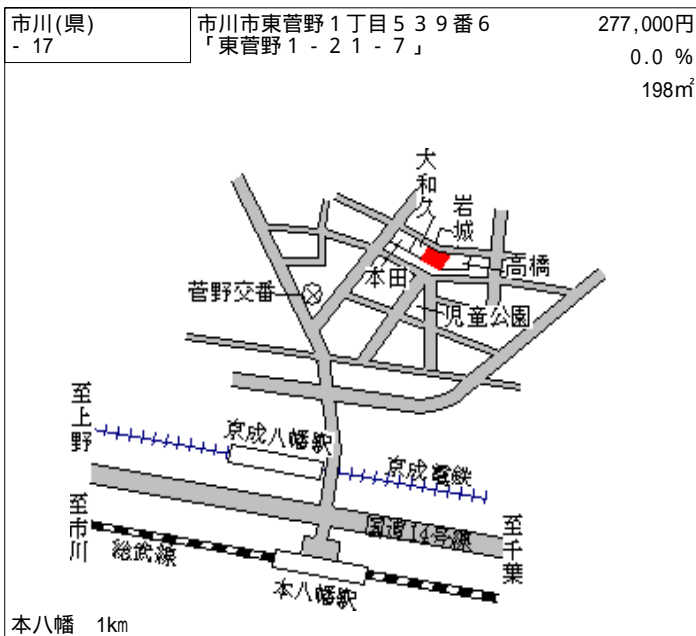 市川(県)
- 17
市川市東菅野１丁目５３９番６
「東菅野１-２１-７」
277,000円
0.0 %
198㎡
大和久
岩城
高橋
本田
菅野交番
児童公園
至上野
京成八幡駅
京成電鉄
至市川
国道14号線
至千葉
総武線
本八幡駅
本八幡 1km